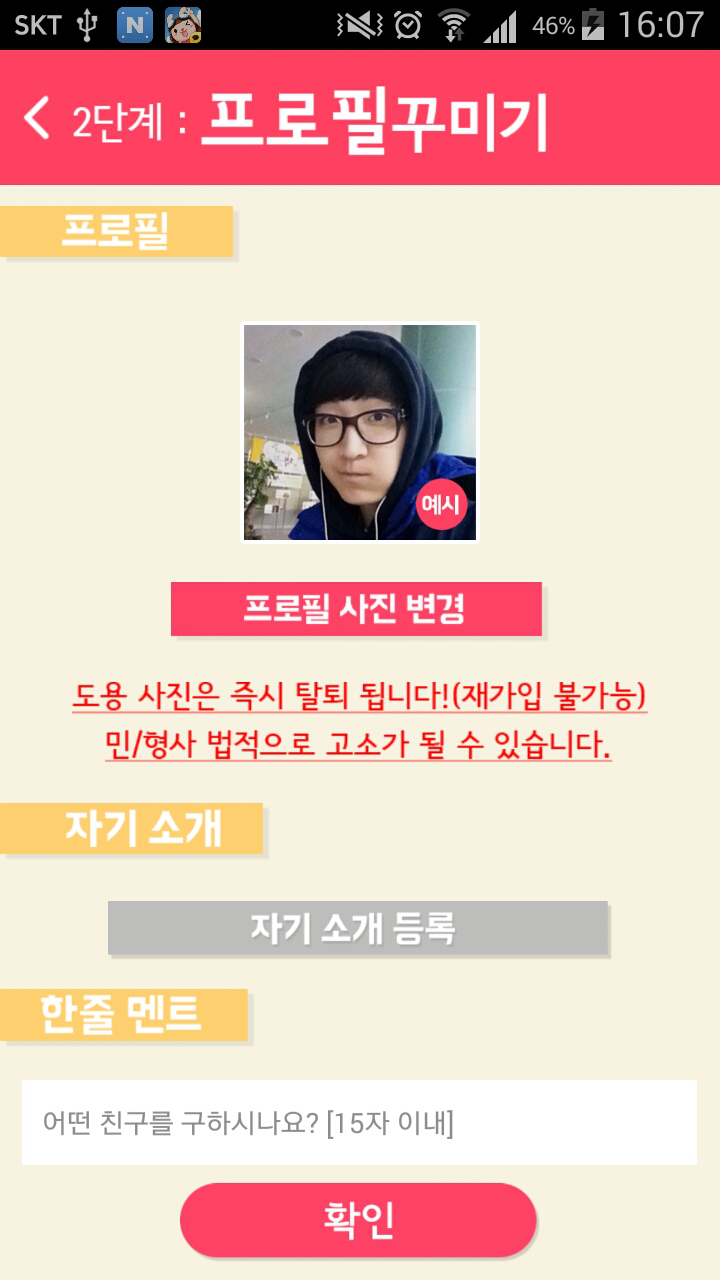 SKT N 46% 16:07
2단계 : 프로필꾸미기
프로필
예시
프로필 사진 변경
도용 사진은 즉시 탈퇴 됩니다!(재가입 불가능)
민/형사 법적으로 고소가 될 수 있습니다.
자기 소개
자기 소개 등록
한줄 멘트
어떤 친구를 구하시나요? [15자 이내]
확인